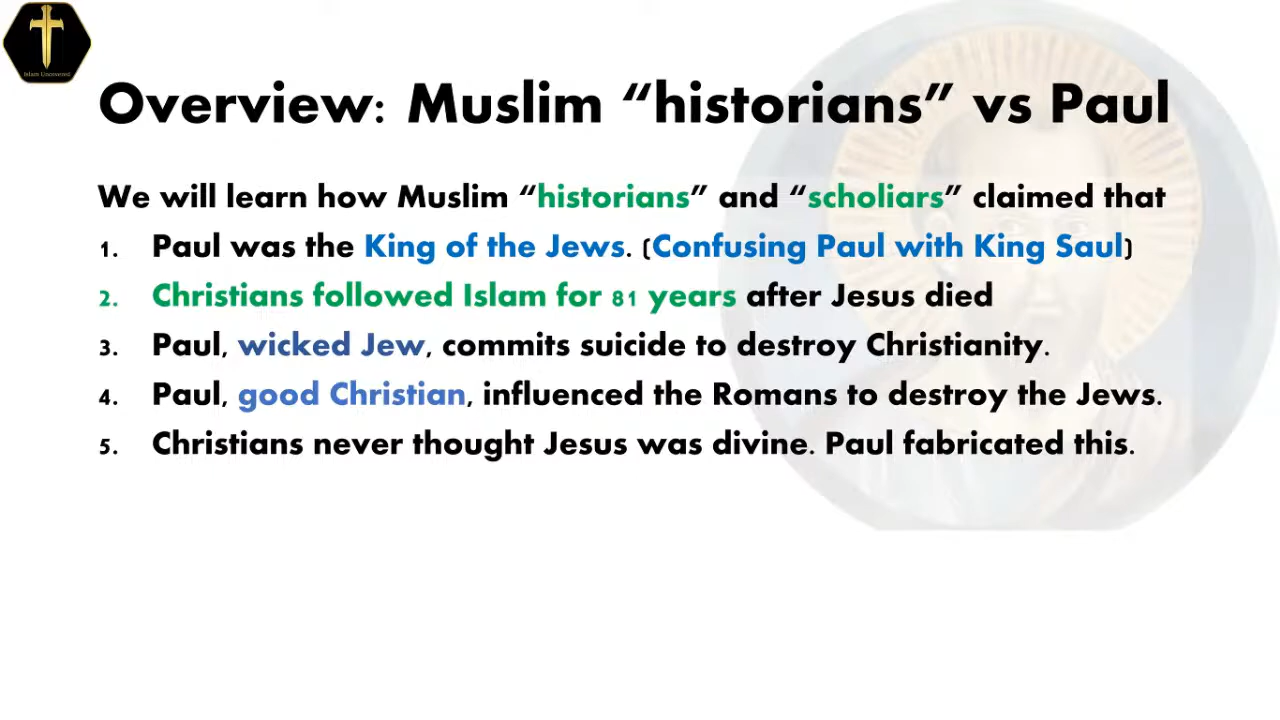 Islam Uncovered
Overview: Muslim “historians” vs Paul
We will learn how Muslim “historians” and “scholiars” claimed that
1. Paul was the King of the Jews. (Confusing Paul with King Saul)
2. Christians followed Islam for 81 years after Jesus died
3. Paul, wicked Jew, commits suicide to destroy Christianity.
4. Paul, good Christian, influenced the Romans to destroy the Jews.
5. Christians never thought Jesus was divine. Paul fabricated this.